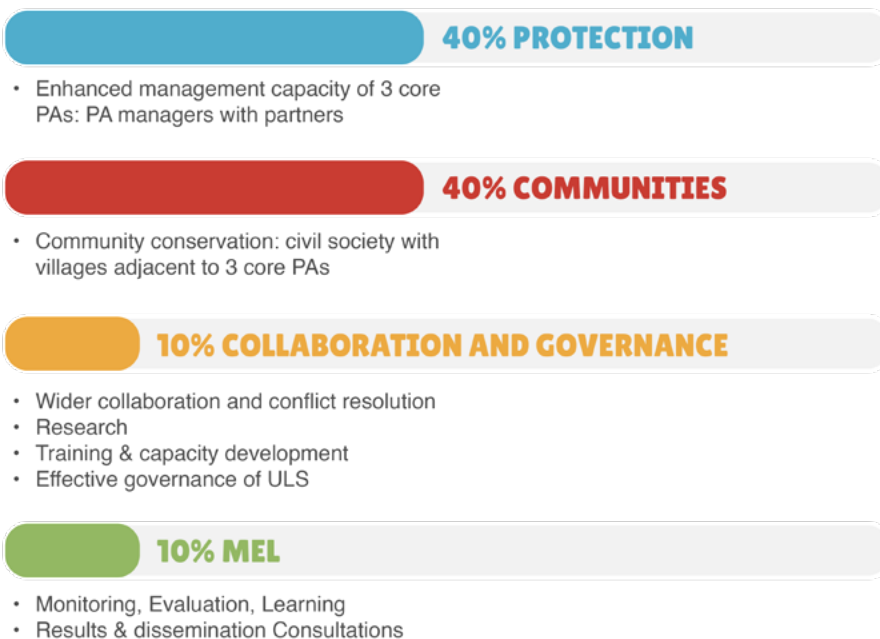 40% PROTECTION
• Enhanced management capacity of 3 core
PAs: PA managers with partners
40% COMMUNITIES
• Community conservation: civil society with
villages adjacent to 3 core PAs
10% COLLABORATION AND GOVERNANCE
• Wider collaboration and conflict resolution
• Research
• Training & capacity development
• Effective governance of ULS
10% MEL
• Monitoring, Evaluation, Learning
• Results & dissemination Consultations